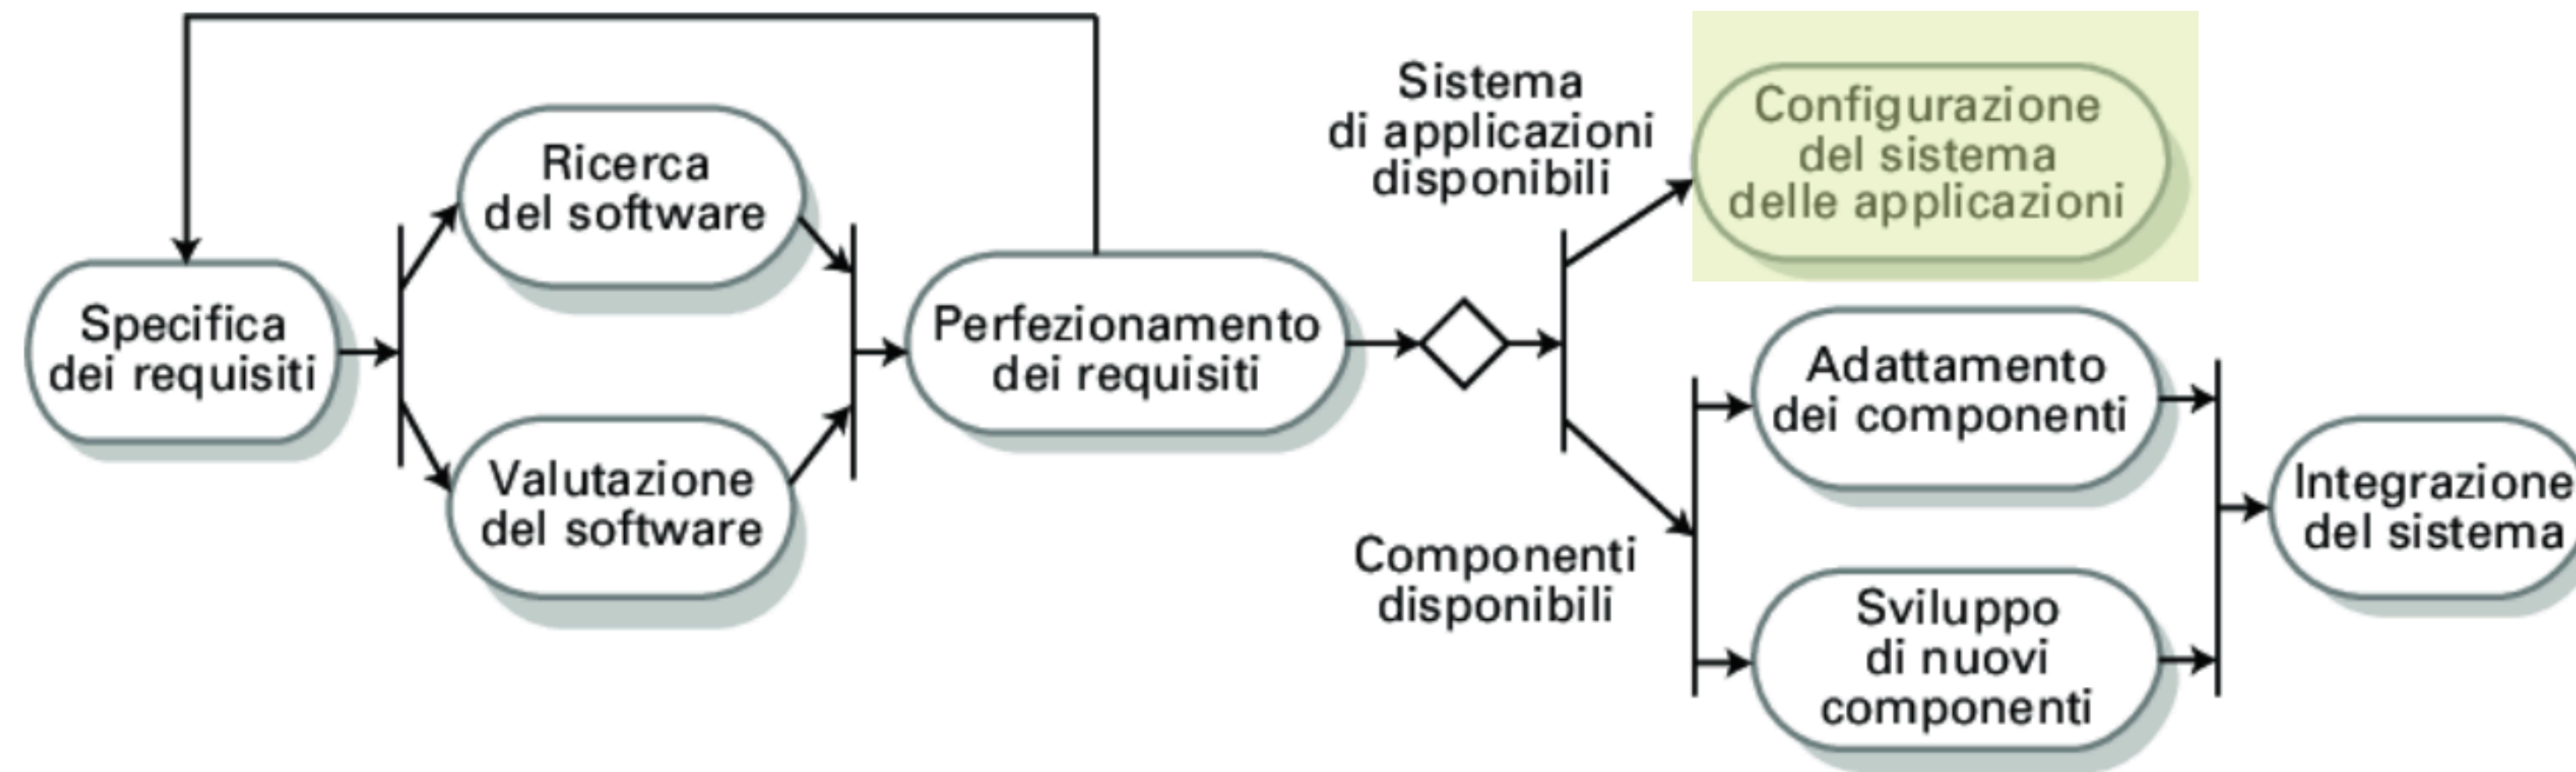 Specifica
dei requisiti
Ricerca
del software
Valutazione
del software
Perfezionamento
dei requisiti
Sistema
di applicazioni
disponibili
Configurazione
del sistema
delle applicazioni
Componenti
disponibili
Adattamento
dei componenti
Sviluppo
di nuovi
componenti
Integrazione
del sistema